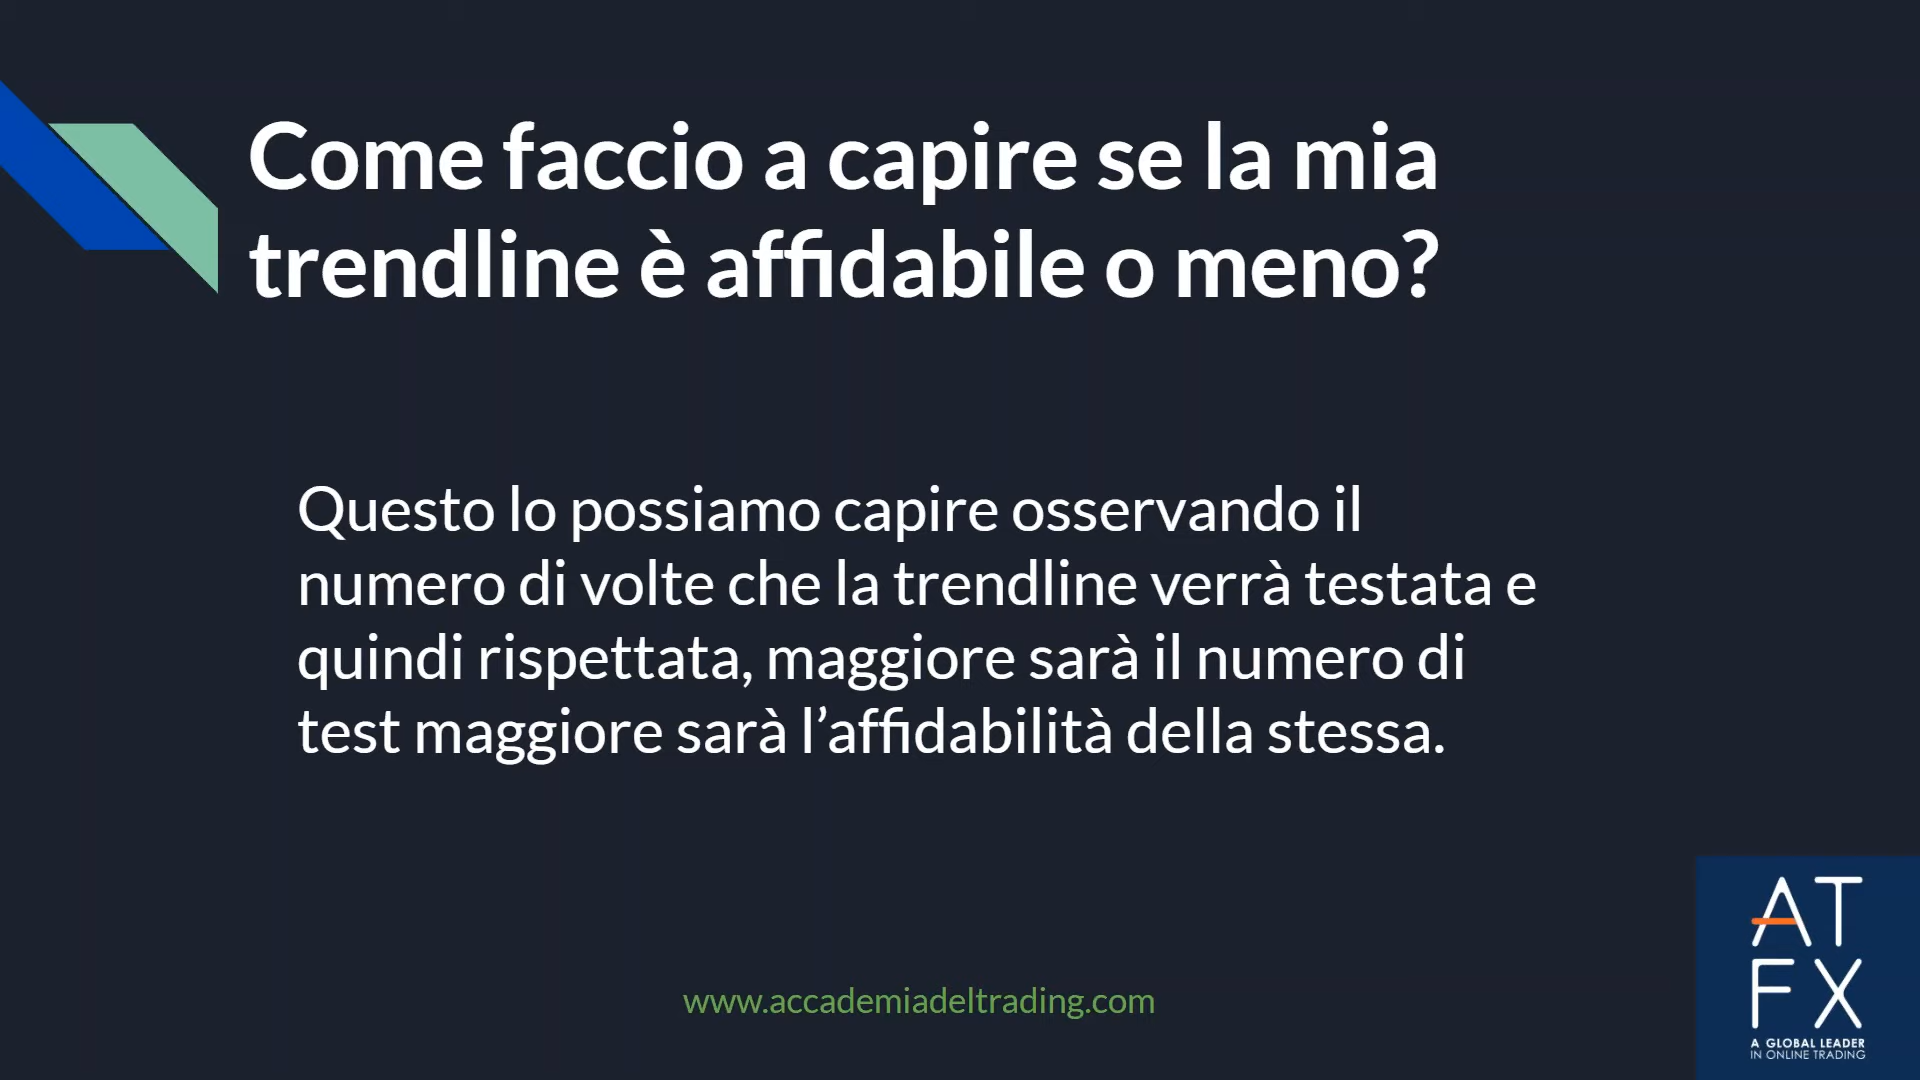 Come faccio a capire se la mia
trendline è affidabile o meno?
Questo lo possiamo capire osservando il
numero di volte che la trendline verrà testata e
quindi rispettata, maggiore sarà il numero di
test maggiore sarà l’affidabilità della stessa.
www.accademiadeltrading.com
AT
FX
A GLOBAL LEADER
IN ONLINE TRADING